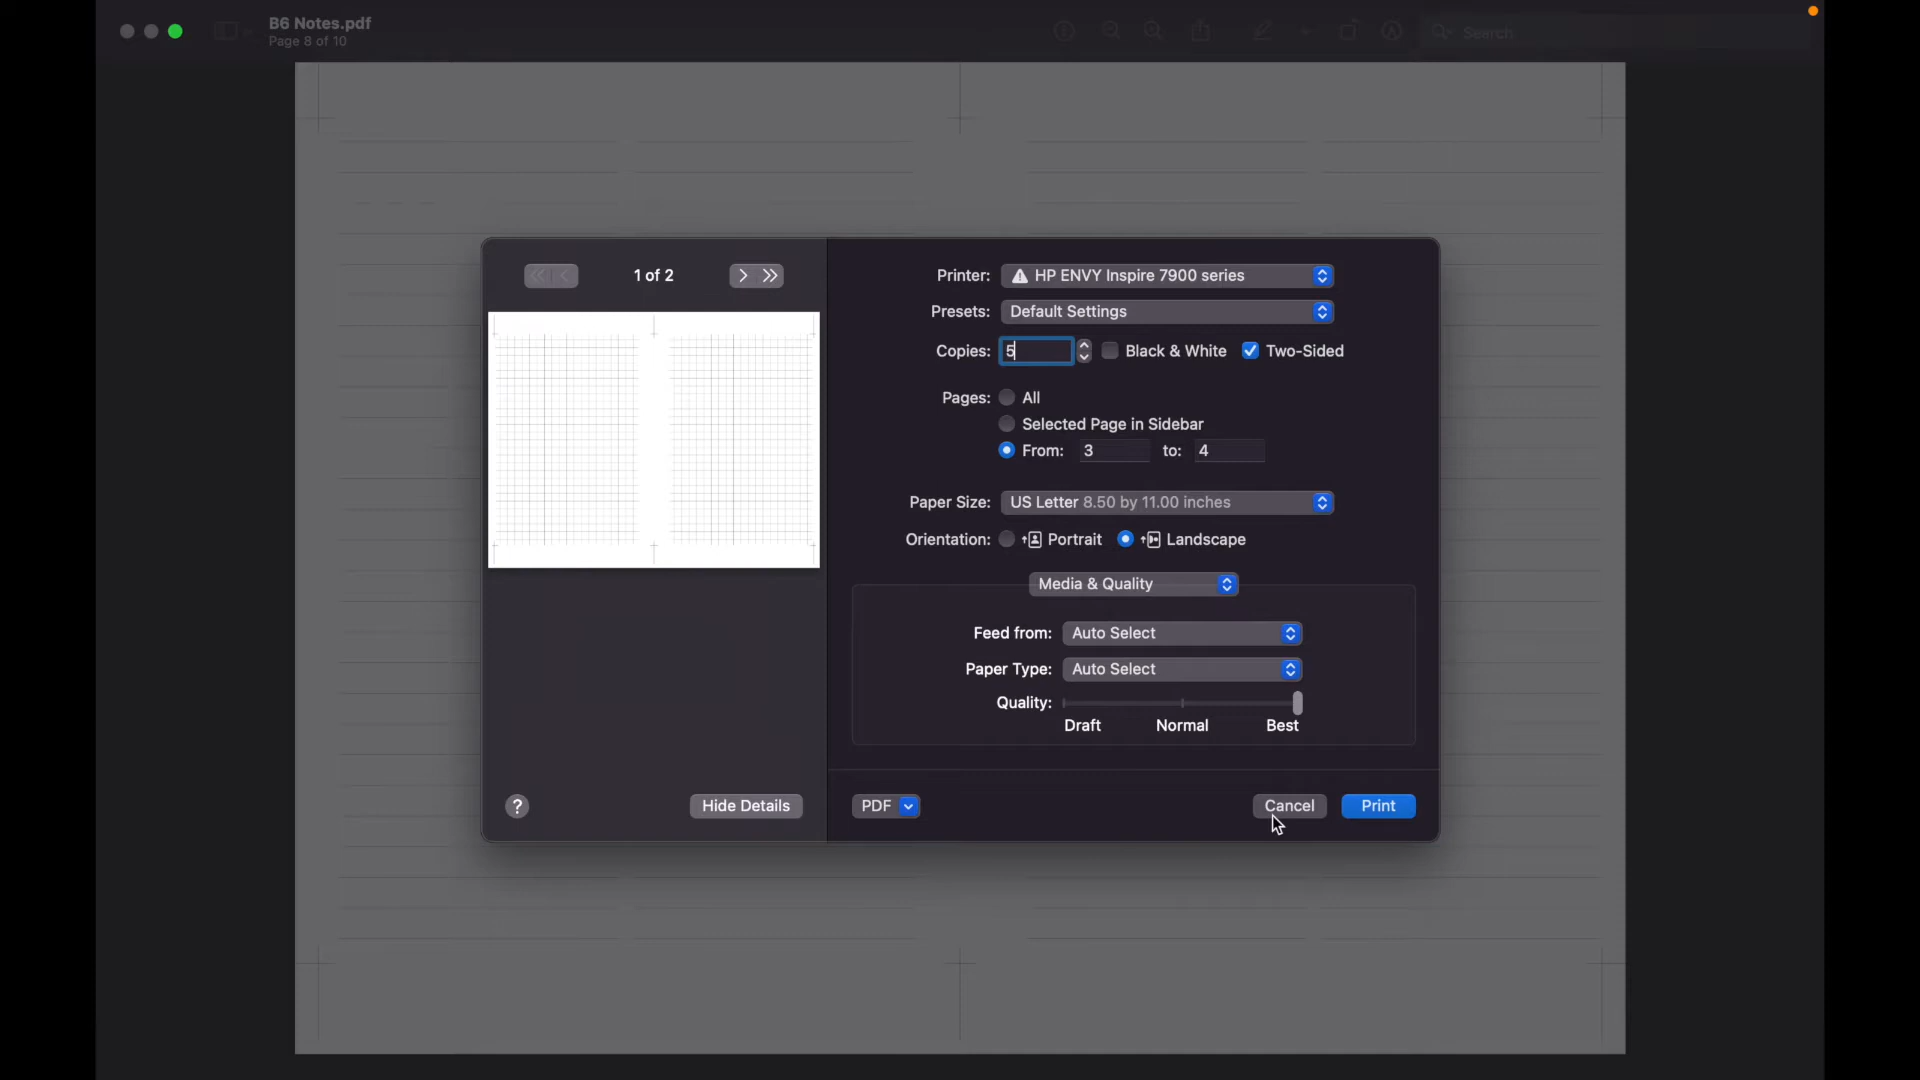 B6 Notes.pdf
Page 8 of 10
Search
1 of 2
Printer: HP ENVY Inspire 7900 series
Presets: Default Settings
Copies: 5 Black & White Two-Sided
Pages: All
Selected Page in Sidebar
From: 3 to: 4
Paper Size: US Letter 8.50 by 11.00 inches
Orientation: Portrait Landscape
Media & Quality
Feed from: Auto Select
Paper Type: Auto Select
Quality:
Draft Normal Best
? Hide Details PDF Cancel Print